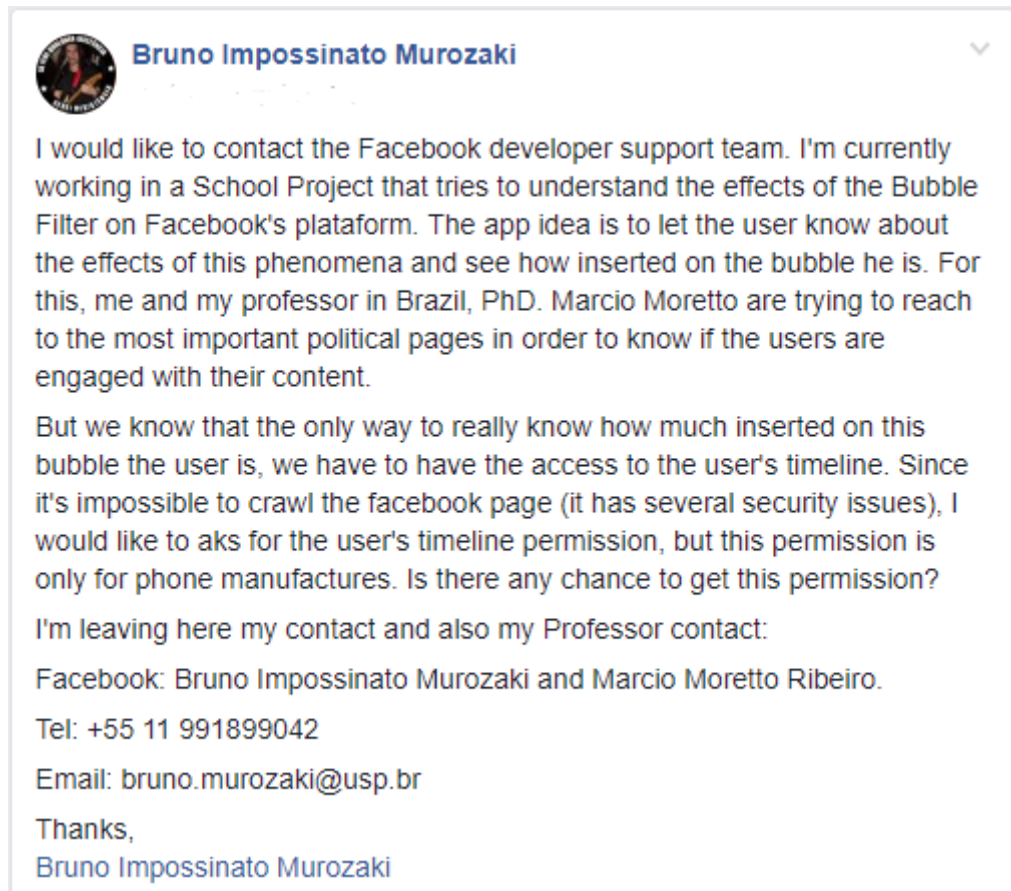 Bruno Impossinato Murozaki
I would like to contact the Facebook developer support team. I'm currently
working in a School Project that tries to understand the effects of the Bubble
Filter on Facebook's plataform. The app idea is to let the user know about
the effects of this phenomena and see how inserted on the bubble he is. For
this, me and my professor in Brazil, PhD. Marcio Moretto are trying to reach
to the most important political pages in order to know if the users are
engaged with their content.
But we know that the only way to really know how much inserted on this
bubble the user is, we have to have the access to the user's timeline. Since
it's impossible to crawl the facebook page (it has several security issues), I
would like to aks for the user's timeline permission, but this permission is
only for phone manufactures. Is there any chance to get this permission?
I'm leaving here my contact and also my Professor contact:
Facebook: Bruno Impossinato Murozaki and Marcio Moretto Ribeiro.
Tel: +55 11 991899042
Email: bruno.murozaki@usp.br
Thanks,
Bruno Impossinato Murozaki